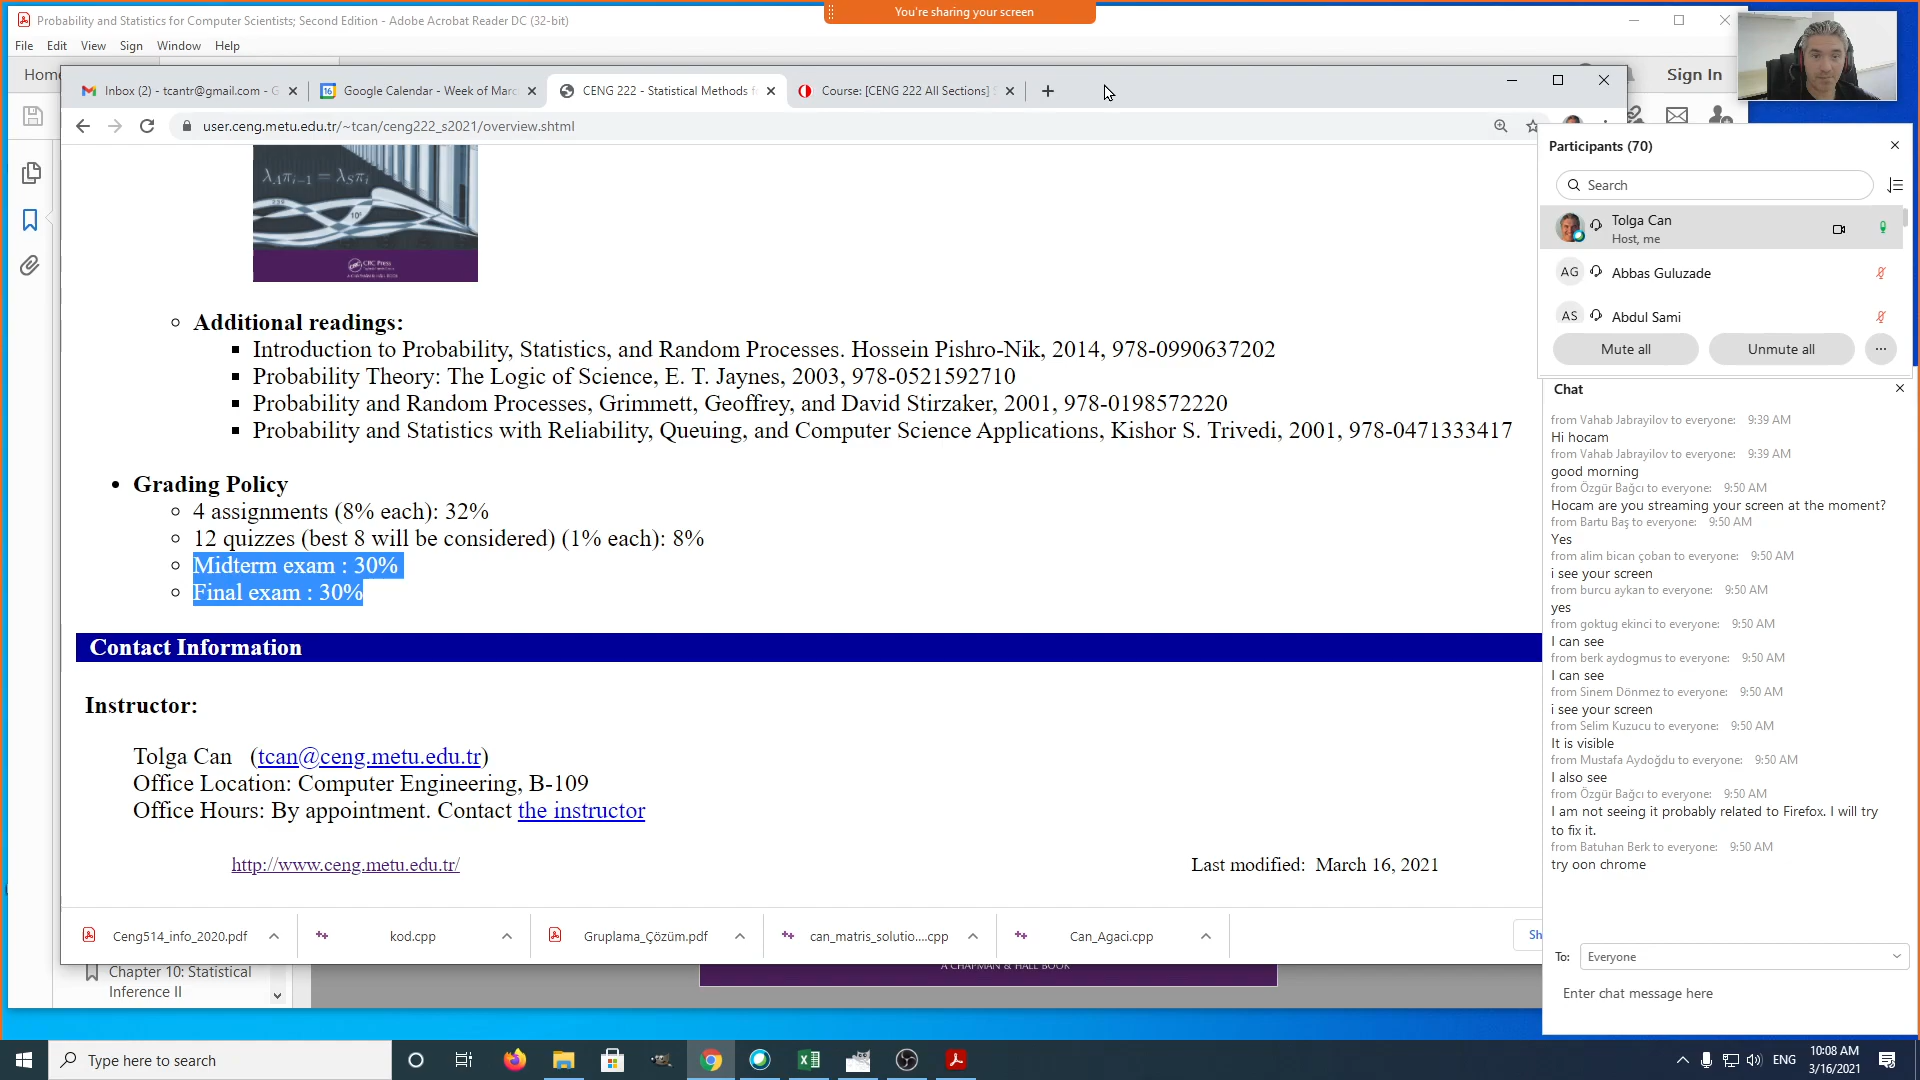 Probability and Statistics for Computer Scientists; Second Edition - Adobe Acrobat Reader DC (32-bit)
You're sharing your screen
File Edit View Sign Window Help
Sign In
Inbox (2) - tcantr@gmail.com - G
Google Calendar - Week of Marc
CENG 222 - Statistical Methods f
Course: [CENG 222 All Sections]
user.ceng.metu.edu.tr/~tcan/ceng222_s2021/overview.shtml
λAπi−1 = λSπi
CRC Press
Additional readings:
Introduction to Probability, Statistics, and Random Processes. Hossein Pishro-Nik, 2014, 978-0990637202
Probability Theory: The Logic of Science, E. T. Jaynes, 2003, 978-0521592710
Probability and Random Processes, Grimmett, Geoffrey, and David Stirzaker, 2001, 978-0198572220
Probability and Statistics with Reliability, Queuing, and Computer Science Applications, Kishor S. Trivedi, 2001, 978-0471333417
Grading Policy
4 assignments (8% each): 32%
12 quizzes (best 8 will be considered) (1% each): 8%
Midterm exam : 30%
Final exam : 30%
Contact Information
Instructor:
Tolga Can (tcan@ceng.metu.edu.tr)
Office Location: Computer Engineering, B-109
Office Hours: By appointment. Contact the instructor
http://www.ceng.metu.edu.tr/
Last modified: March 16, 2021
Ceng514_info_2020.pdf
kod.cpp
Gruplama_Çözüm.pdf
can_matris_solutio....cpp
Can_Agaci.cpp
Chapter 10: Statistical
Inference II
A CHAPMAN & HALL BOOK
Participants (70)
Search
Tolga Can
Host, me
AG Abbas Guluzade
AS Abdul Sami
Mute all
Unmute all
Chat
from Vahab Jabrayilov to everyone: 9:39 AM
Hi hocam
from Vahab Jabrayilov to everyone: 9:39 AM
good morning
from Özgür Bağcı to everyone: 9:50 AM
Hocam are you streaming your screen at the moment?
from Bartu Baş to everyone: 9:50 AM
Yes
from alim bican çoban to everyone: 9:50 AM
i see your screen
from burcu aykan to everyone: 9:50 AM
yes
from goktug ekinci to everyone: 9:50 AM
I can see
from berk aydogmus to everyone: 9:50 AM
I can see
from Sinem Dönmez to everyone: 9:50 AM
i see your screen
from Selim Kuzucu to everyone: 9:50 AM
It is visible
from Mustafa Aydoğdu to everyone: 9:50 AM
I also see
from Özgür Bağcı to everyone: 9:50 AM
I am not seeing it probably related to Firefox. I will try
to fix it.
from Batuhan Berk to everyone: 9:50 AM
try oon chrome
To: Everyone
Enter chat message here
Type here to search
ENG
10:08 AM
3/16/2021